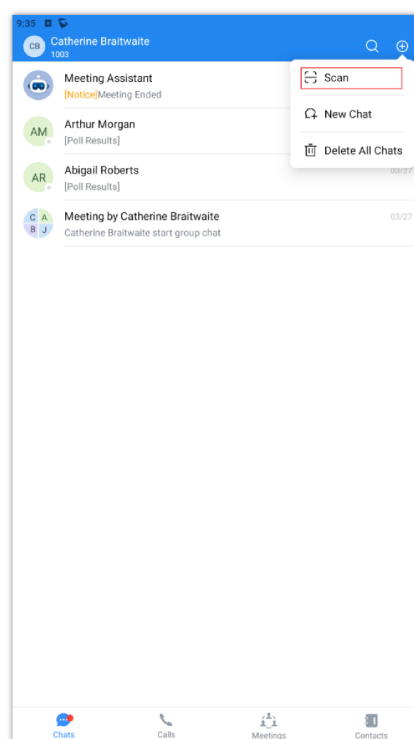 9:35
CB
Catherine Braitwaite
1003
Scan
New Chat
Delete All Chats
Meeting Assistant
[Notice]Meeting Ended
AM
Arthur Morgan
[Poll Results]
AR
Abigail Roberts
03/27
[Poll Results]
C A
B J
Meeting by Catherine Braitwaite
03/27
Catherine Braitwaite start group chat
Chats
Calls
Meetings
Contacts